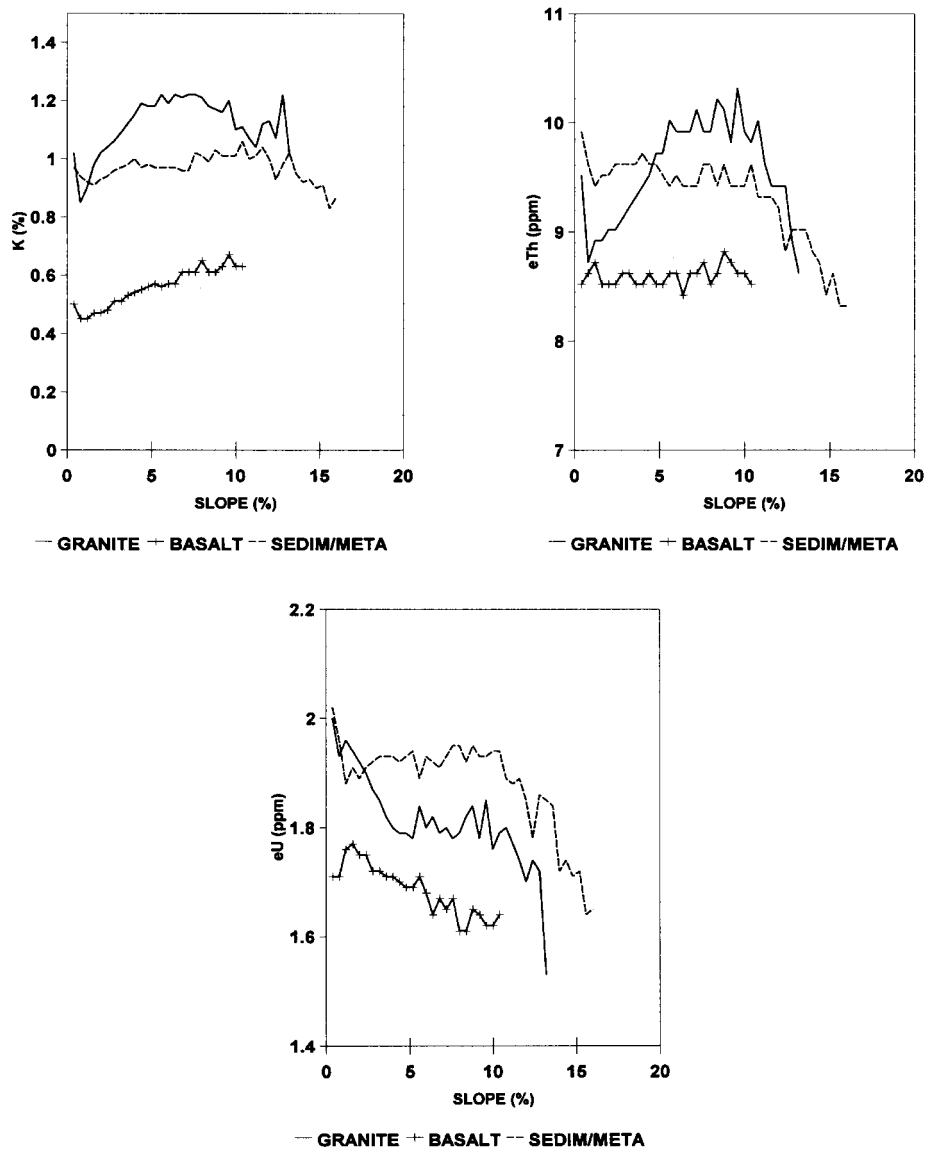 1.4
1.2
1
0.8
0.6
0.4
0.2
0
K (%)
0 5 10 15 20
SLOPE (%)
GRANITE BASALT SEDIM/META
11
10
9
8
7
eTh (ppm)
0 5 10 15 20
SLOPE (%)
GRANITE BASALT SEDIM/META
2.2
2
1.8
1.6
1.4
eU (ppm)
0 5 10 15 20
SLOPE (%)
GRANITE BASALT SEDIM/META